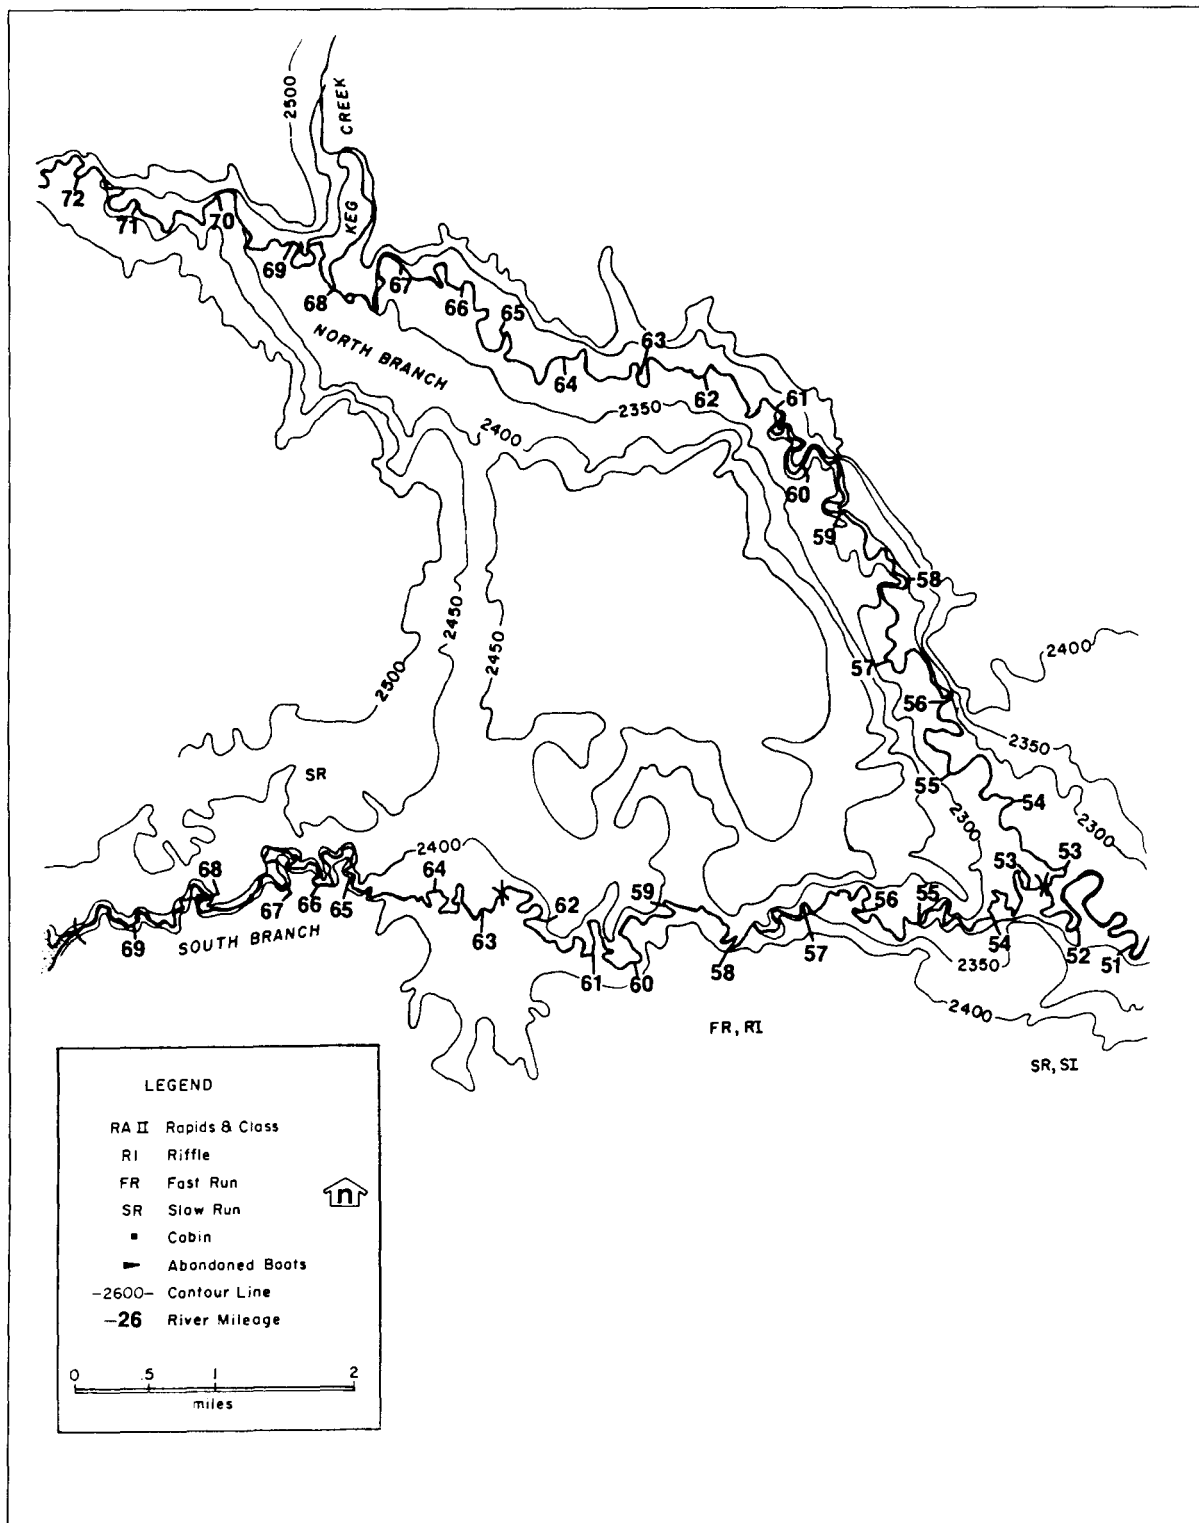 2500
CREEK
KEG
72
71
70
69
68
67
66
65
64
63
62
61
60
59
58
57
56
55
54
53
53
52
51
NORTH BRANCH
2350
2400
2450
2450
2500
2400
2350
2300
2300
SR
2400
68
67
66
65
64
63
62
61
60
59
58
57
56
55
54
69
SOUTH BRANCH
2350
2400
FR, RI
SR, SI
LEGEND
RA II Rapids & Class
RI Riffle
FR Fast Run
SR Slow Run
Cabin
Abandoned Boats
-2600- Contour Line
-26 River Mileage
n
0 .5 1 2
miles